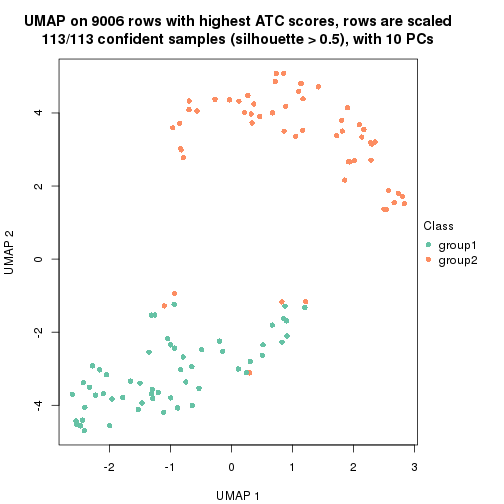 UMAP on 9006 rows with highest ATC scores, rows are scaled
113/113 confident samples (silhouette > 0.5), with 10 PCs
4
2
0
-2
-4
UMAP 2
-2
-1
0
1
2
3
UMAP 1
Class
group1
group2